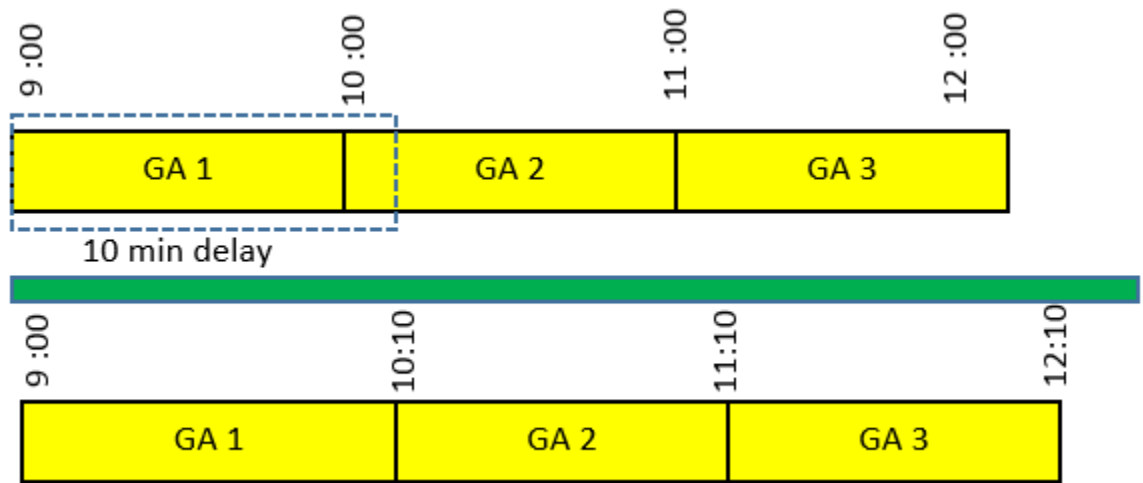 9 :00
10 :00
11 :00
12 :00
GA 1
GA 2
GA 3
10 min delay
9 :00
10:10
11:10
12:10
GA 1
GA 2
GA 3